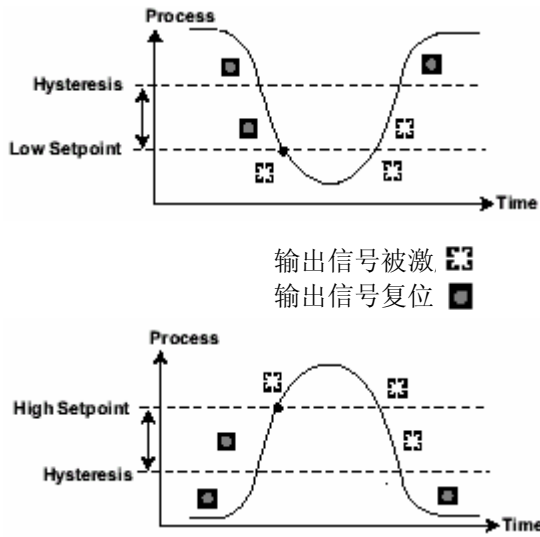 Process
Hysteresis
Low Setpoint
Time
输出信号被激
输出信号复位
Process
High Setpoint
Hysteresis
Time